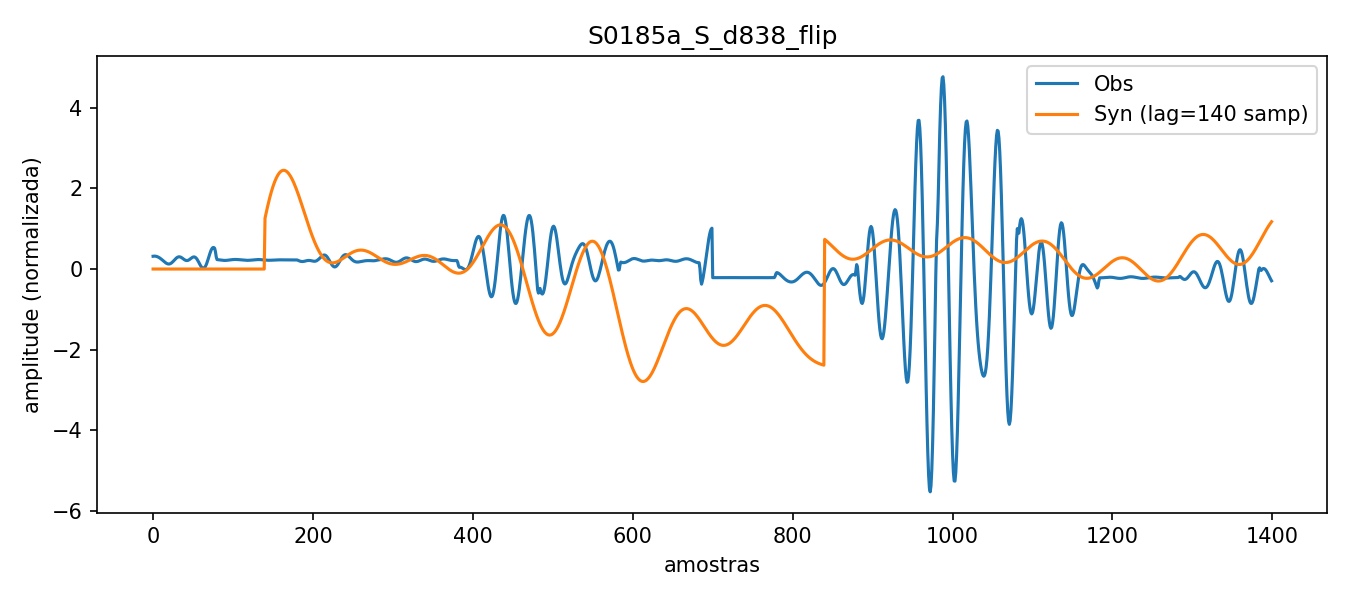 S0185a_S_d838_flip
Obs
Syn (lag=140 samp)
amplitude (normalizada)
4
2
0
−2
−4
−6
0 200 400 600 800 1000 1200 1400
amostras